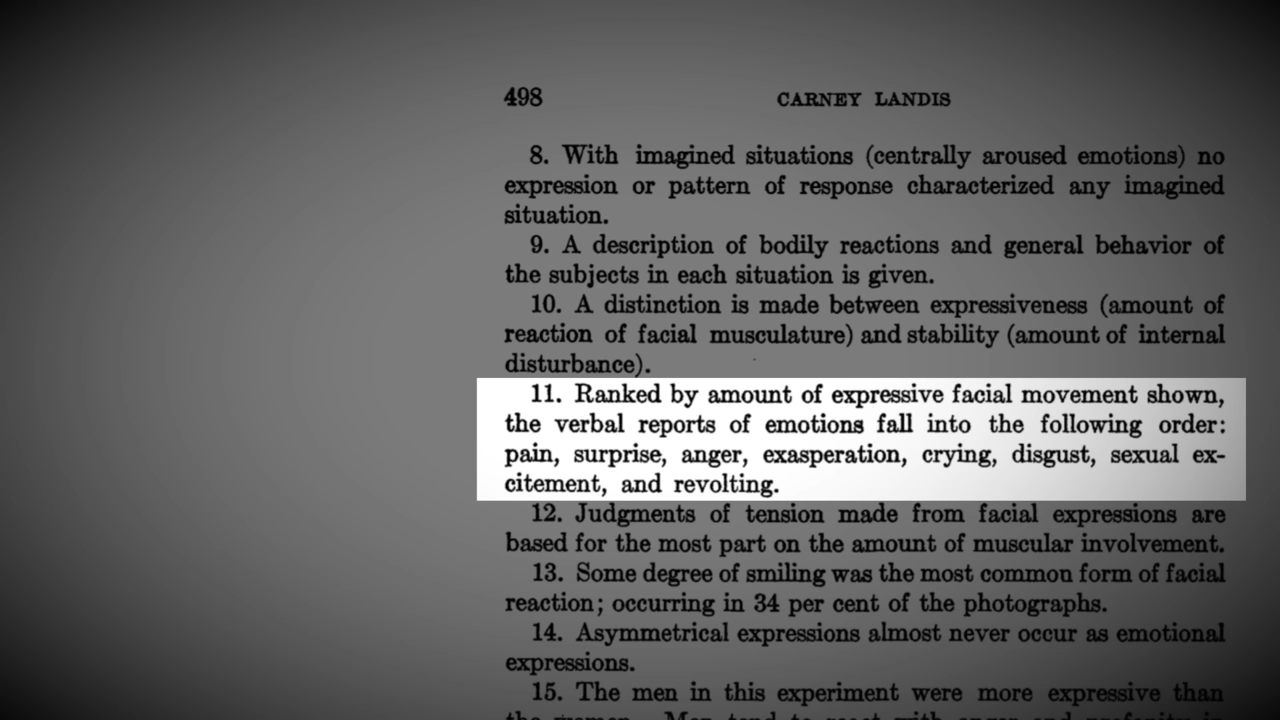 498 CARNEY LANDIS
8. With imagined situations (centrally aroused emotions) no
expression or pattern of response characterized any imagined
situation.
9. A description of bodily reactions and general behavior of
the subjects in each situation is given.
10. A distinction is made between expressiveness (amount of
reaction of facial musculature) and stability (amount of internal
disturbance).
11. Ranked by amount of expressive facial movement shown,
the verbal reports of emotions fall into the following order:
pain, surprise, anger, exasperation, crying, disgust, sexual ex-
citement, and revolting.
12. Judgments of tension made from facial expressions are
based for the most part on the amount of muscular involvement.
13. Some degree of smiling was the most common form of facial
reaction; occurring in 34 per cent of the photographs.
14. Asymmetrical expressions almost never occur as emotional
expressions.
15. The men in this experiment were more expressive than